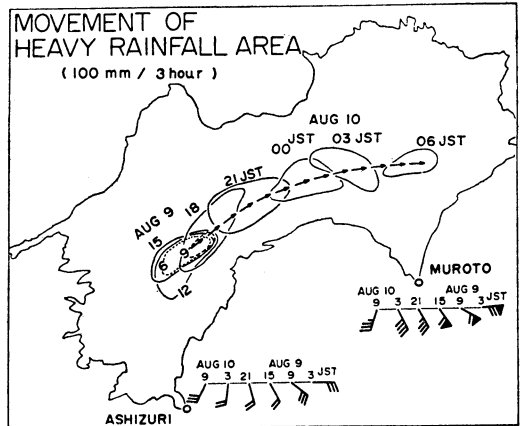 MOVEMENT OF
HEAVY RAINFALL AREA
(100 mm / 3 hour)
AUG 10
00 JST 03 JST 06 JST
21 JST
AUG 9 18
15
6 9
12
MUROTO
AUG 10 AUG 9
9 3 21 15 9 3 JST
AUG 10 AUG 9
9 3 21 15 9 3 JST
ASHIZURI